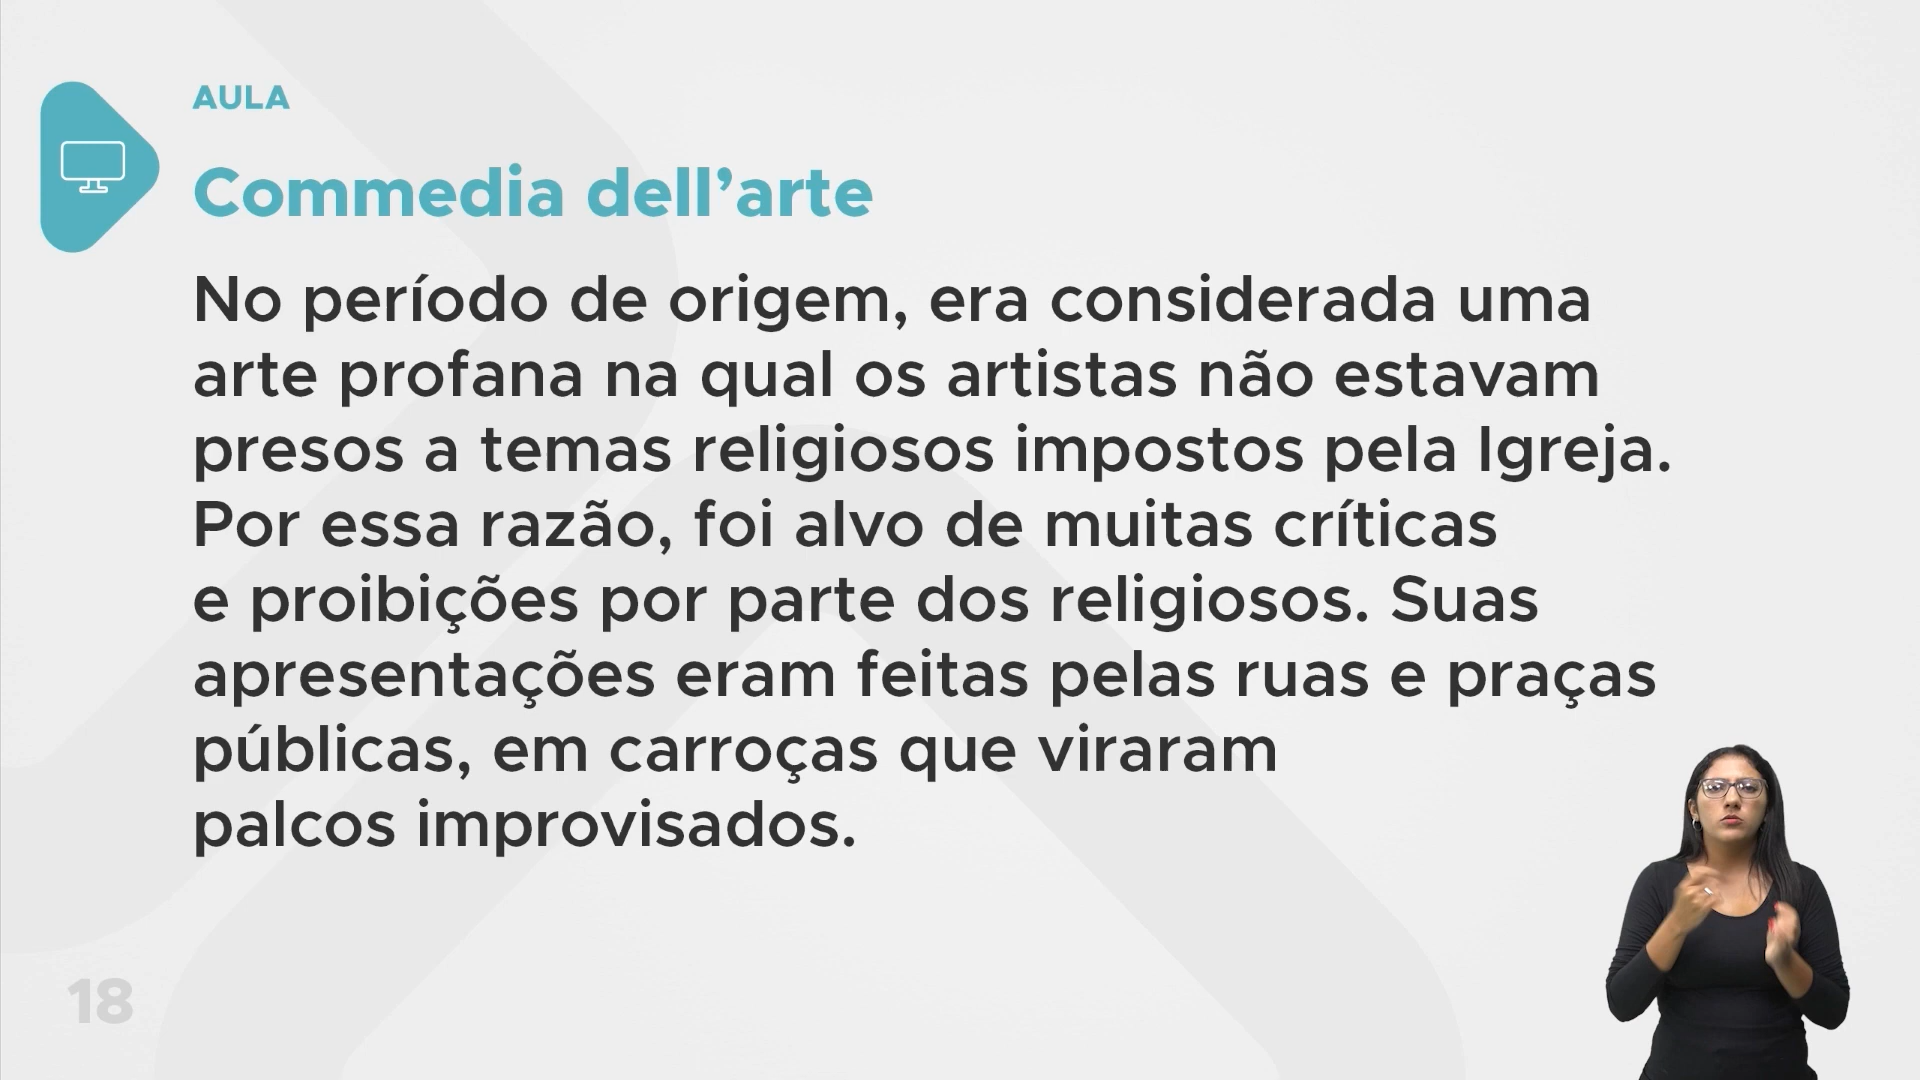 AULA
Commedia dell’arte
No período de origem, era considerada uma
arte profana na qual os artistas não estavam
presos a temas religiosos impostos pela Igreja.
Por essa razão, foi alvo de muitas críticas
e proibições por parte dos religiosos. Suas
apresentações eram feitas pelas ruas e praças
públicas, em carroças que viraram
palcos improvisados.
18